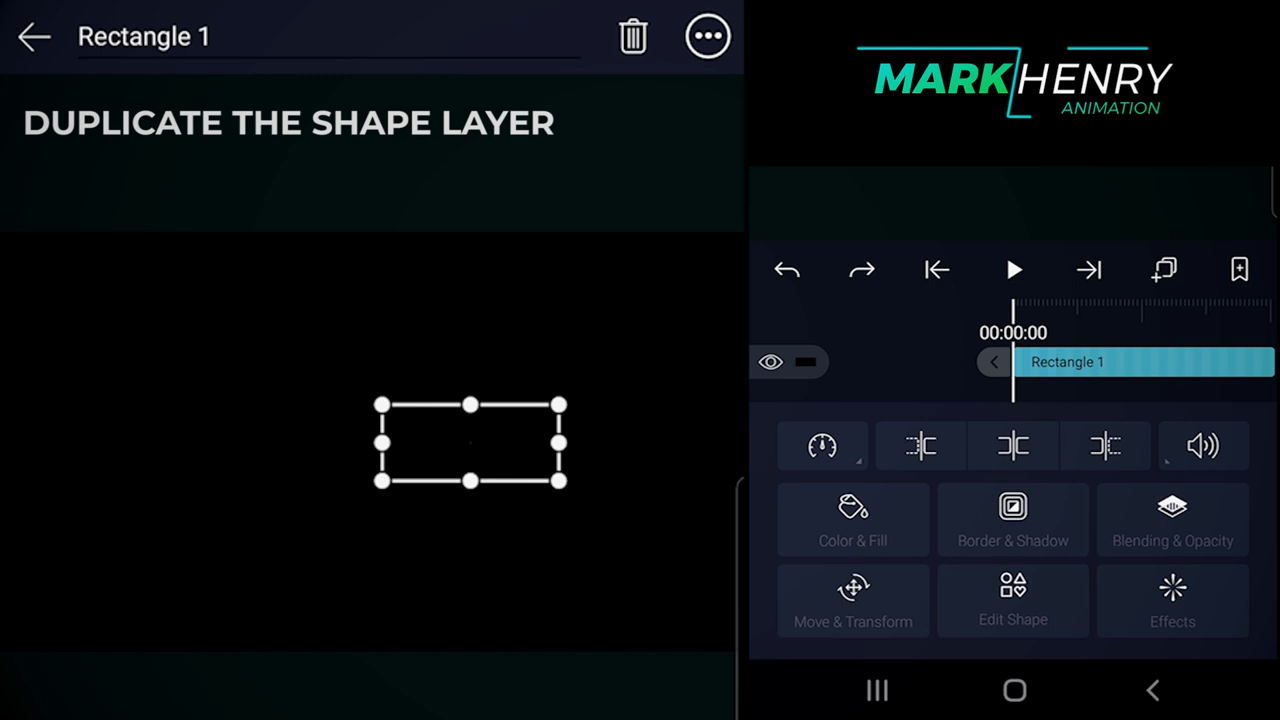 Rectangle 1
DUPLICATE THE SHAPE LAYER
MARK HENRY
ANIMATION
00:00:00
Rectangle 1
Color & Fill
Border & Shadow
Blending & Opacity
Move & Transform
Edit Shape
Effects